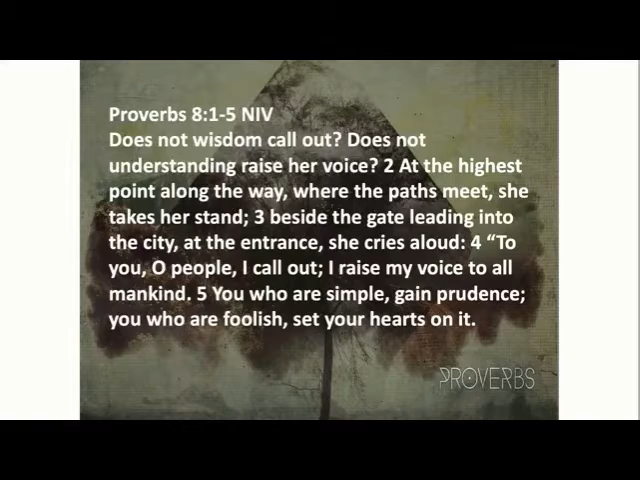 Proverbs 8:1-5 NIV
Does not wisdom call out? Does not
understanding raise her voice? 2 At the highest
point along the way, where the paths meet, she
takes her stand; 3 beside the gate leading into
the city, at the entrance, she cries aloud: 4 “To
you, O people, I call out; I raise my voice to all
mankind. 5 You who are simple, gain prudence;
you who are foolish, set your hearts on it.
PROVERBS